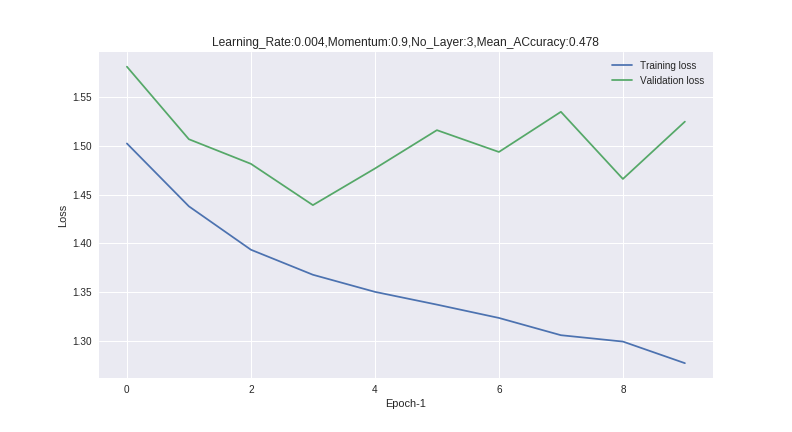 Learning_Rate:0.004,Momentum:0.9,No_Layer:3,Mean_ACcuracy:0.478
Training loss
Validation loss
1.55
1.50
1.45
1.40
1.35
1.30
Loss
0
2
4
6
8
Epoch-1